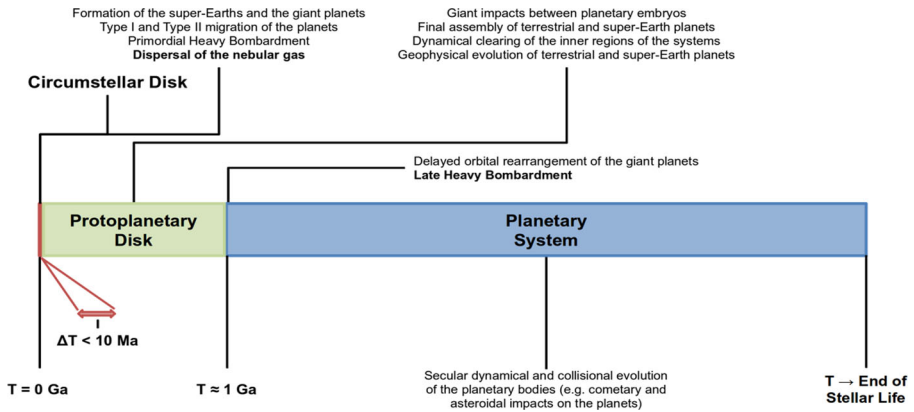 Formation of the super-Earths and the giant planets
Type I and Type II migration of the planets
Primordial Heavy Bombardment
Dispersal of the nebular gas
Giant impacts between planetary embryos
Final assembly of terrestrial and super-Earth planets
Dynamical clearing of the inner regions of the systems
Geophysical evolution of terrestrial and super-Earth planets
Circumstellar Disk
Delayed orbital rearrangement of the giant planets
Late Heavy Bombardment
Protoplanetary
Disk
Planetary
System
ΔT < 10 Ma
T = 0 Ga
T ≈ 1 Ga
Secular dynamical and collisional evolution
of the planetary bodies (e.g. cometary and
asteroidal impacts on the planets)
T → End of
Stellar Life